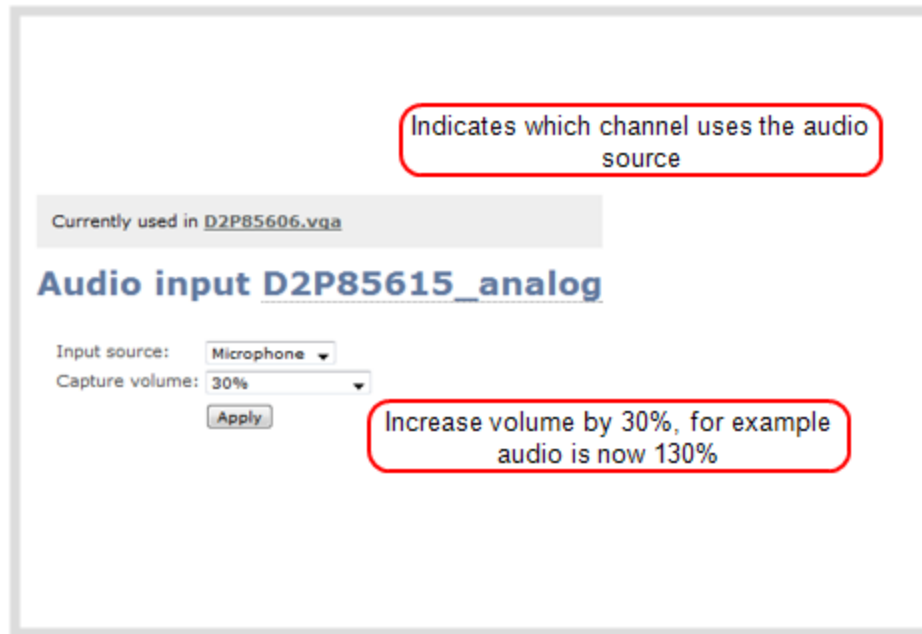 Indicates which channel uses the audio
source
Currently used in D2P85606.vga
Audio input D2P85615_analog
Input source: Microphone
Capture volume: 30%
Apply
Increase volume by 30%, for example
audio is now 130%